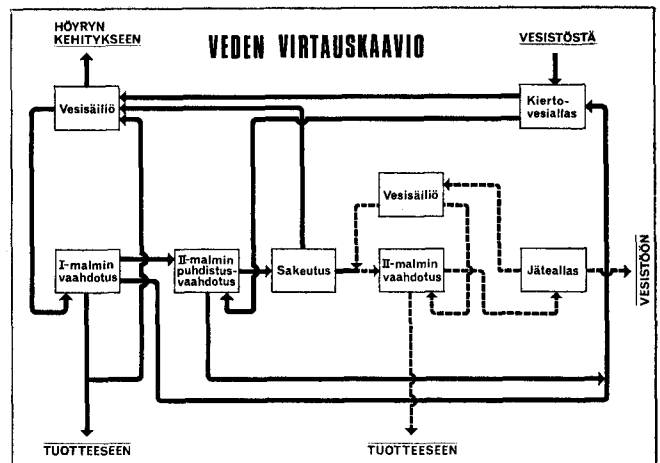 HÖYRYN
KEHITYKSEEN
VEDEN VIRTAUSKAAVIO
VESISTÖSTÄ
Vesisäiliö
Kierto-
vesiallas
Vesisäiliö
I-malmin
vaahdotus
II-malmin
puhdistus-
vaahdotus
Sakeutus
II-malmin
vaahdotus
Jäteallas
VESISTÖÖN
TUOTTEESEEN
TUOTTEESEEN